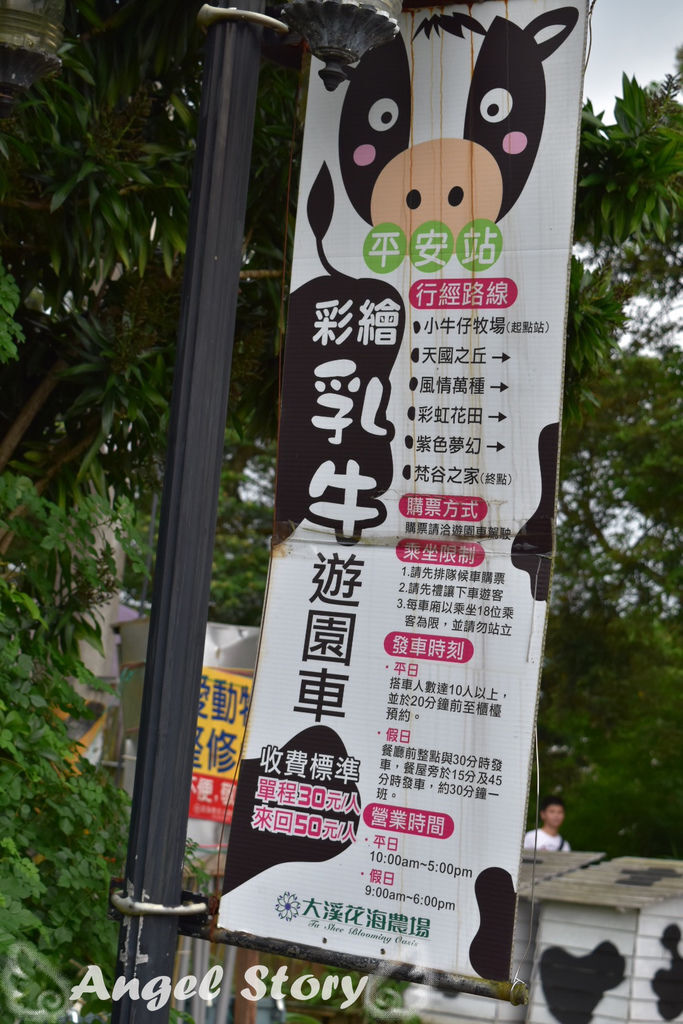 平安站
彩繪
乳牛
遊園車
行經路線
小牛仔牧場(起點站)
天國之丘→
風情萬種→
彩虹花田→
紫色夢幻→
梵谷之家(終點)
購票方式
購票請洽遊園車駕駛
乘坐限制
1.請先排隊候車購票
2.請先禮讓下車遊客
3.每車廂以乘坐18位乘
客為限，並請勿站立
發車時刻
·平日
搭車人數達10人以上，
並於20分鐘前至櫃檯
預約。
·假日
餐廳前整點與30分時發
車，餐屋旁於15分及45
分時發車，約30分鐘一
班。
營業時間
·平日
10:00am~5:00pm
·假日
9:00am~6:00pm
收費標準
單程30元/人
來回50元/人
大溪花海農場
Ta Shee Blooming Oasis
愛動物
整修
不便，
Angel Story